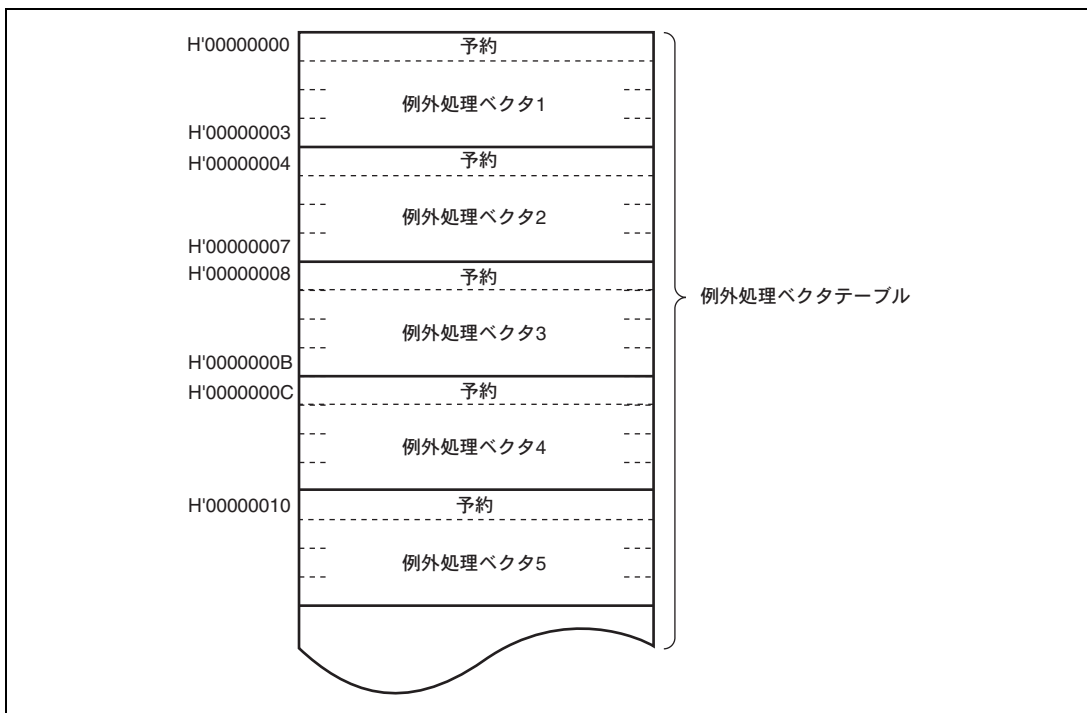 H'00000000 予約
例外処理ベクタ1
H'00000003
H'00000004 予約
例外処理ベクタ2
H'00000007
H'00000008 予約
例外処理ベクタテーブル
例外処理ベクタ3
H'0000000B
H'0000000C 予約
例外処理ベクタ4
H'00000010 予約
例外処理ベクタ5